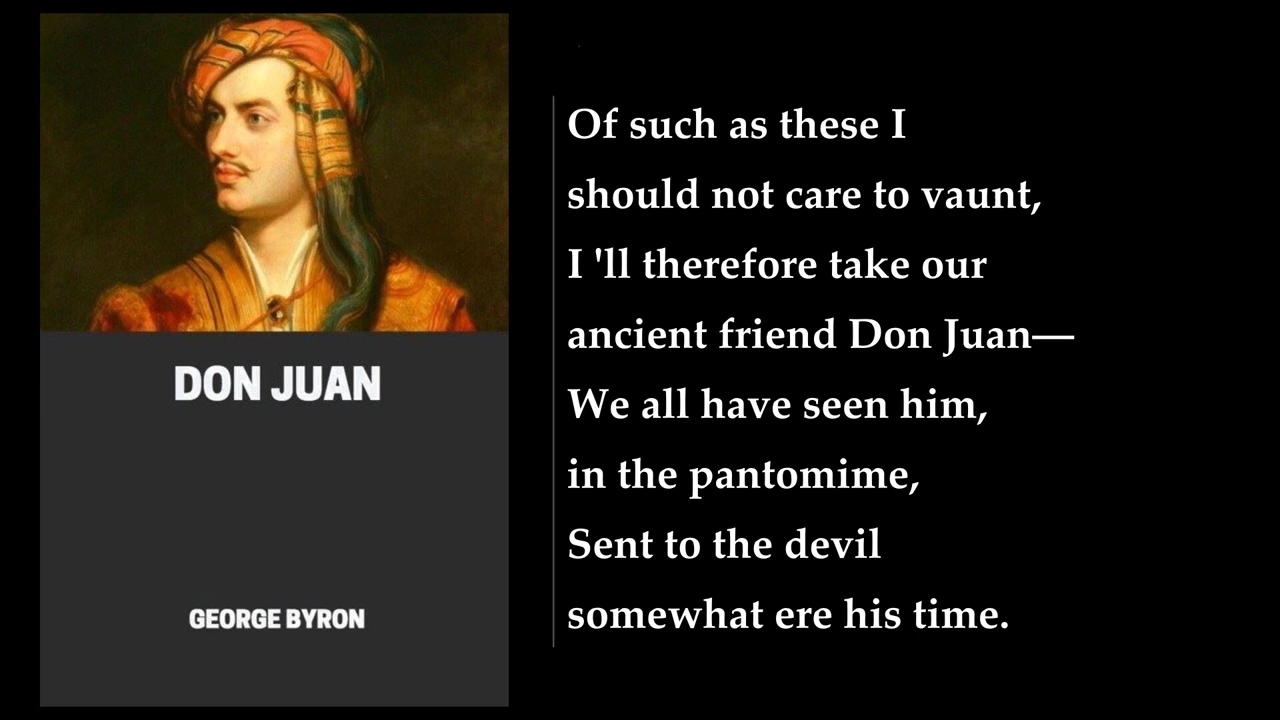 DON JUAN
GEORGE BYRON
Of such as these I
should not care to vaunt,
I 'll therefore take our
ancient friend Don Juan—
We all have seen him,
in the pantomime,
Sent to the devil
somewhat ere his time.